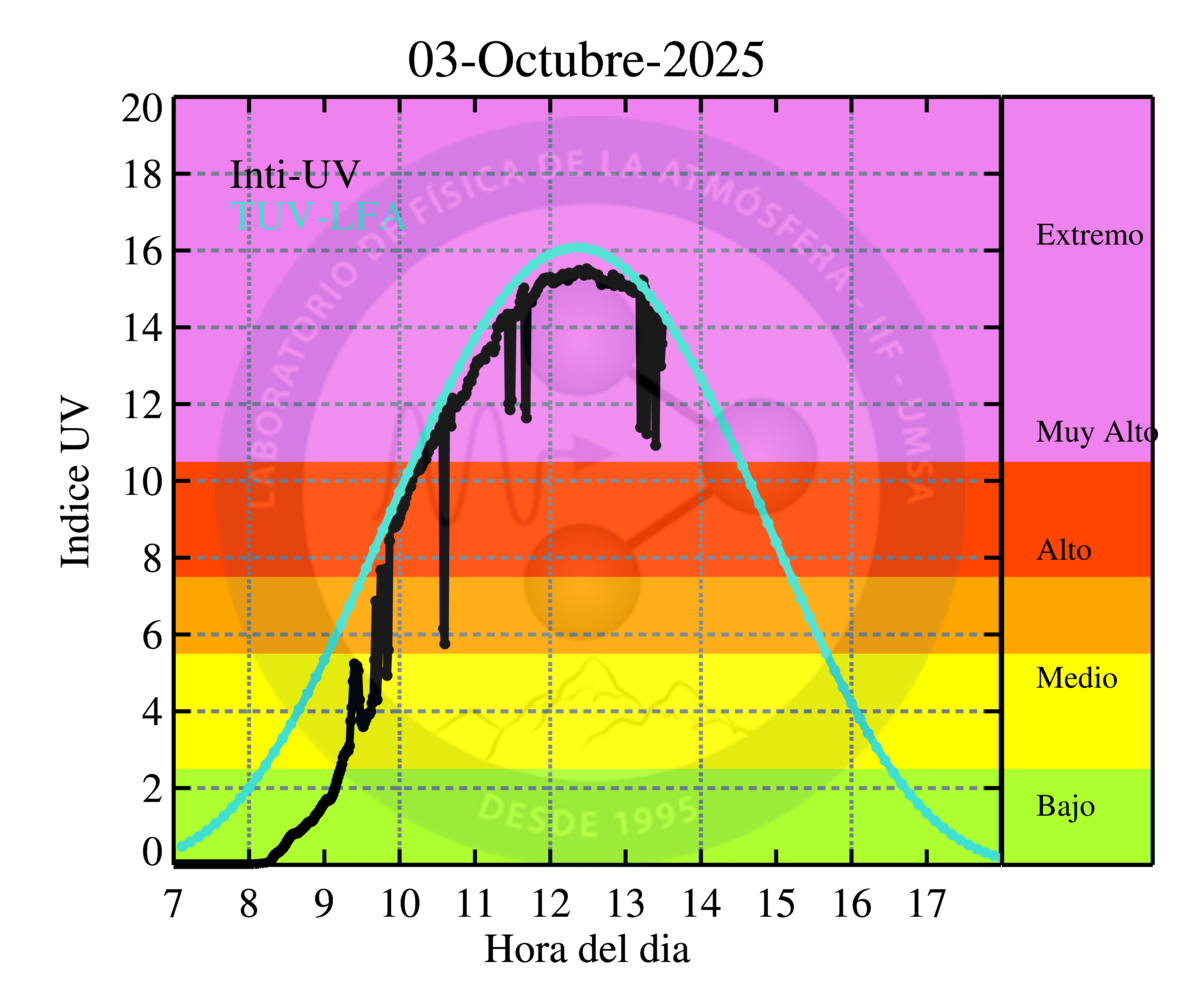 03-Octubre-2025
20
18
16
14
12
10
8
6
4
2
0
Indice UV
Inti-UV
TUV-LFA
LABORATORIO DE FÍSICA DE LA ATMÓSFERA - IIF - UMSA
DESDE 1995
Extremo
Muy Alto
Alto
Medio
Bajo
7 8 9 10 11 12 13 14 15 16 17
Hora del dia